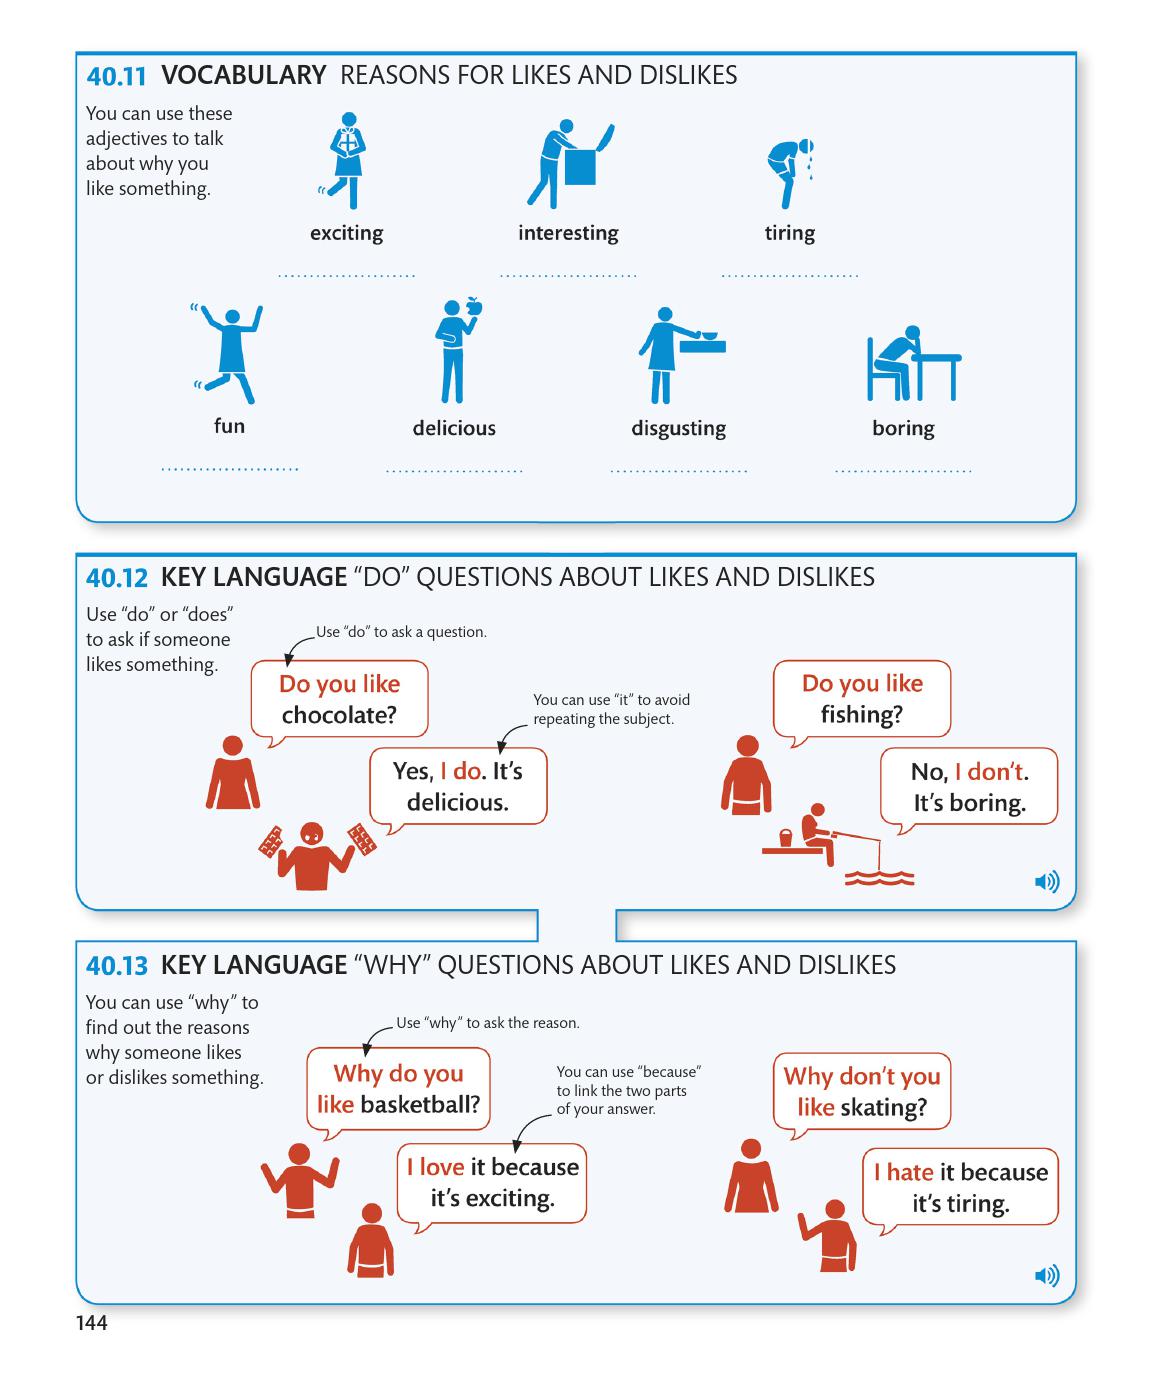 40.11 VOCABULARY REASONS FOR LIKES AND DISLIKES
You can use these
adjectives to talk
about why you
like something.
exciting
interesting
tiring
fun
delicious
disgusting
boring
40.12 KEY LANGUAGE “DO” QUESTIONS ABOUT LIKES AND DISLIKES
Use “do” or “does”
to ask if someone
likes something.
Use “do” to ask a question.
Do you like
chocolate?
You can use “it” to avoid
repeating the subject.
Yes, I do. It’s
delicious.
Do you like
fishing?
No, I don’t.
It’s boring.
40.13 KEY LANGUAGE “WHY” QUESTIONS ABOUT LIKES AND DISLIKES
You can use “why” to
find out the reasons
why someone likes
or dislikes something.
Use “why” to ask the reason.
Why do you
like basketball?
You can use “because”
to link the two parts
of your answer.
I love it because
it’s exciting.
Why don’t you
like skating?
I hate it because
it’s tiring.
144